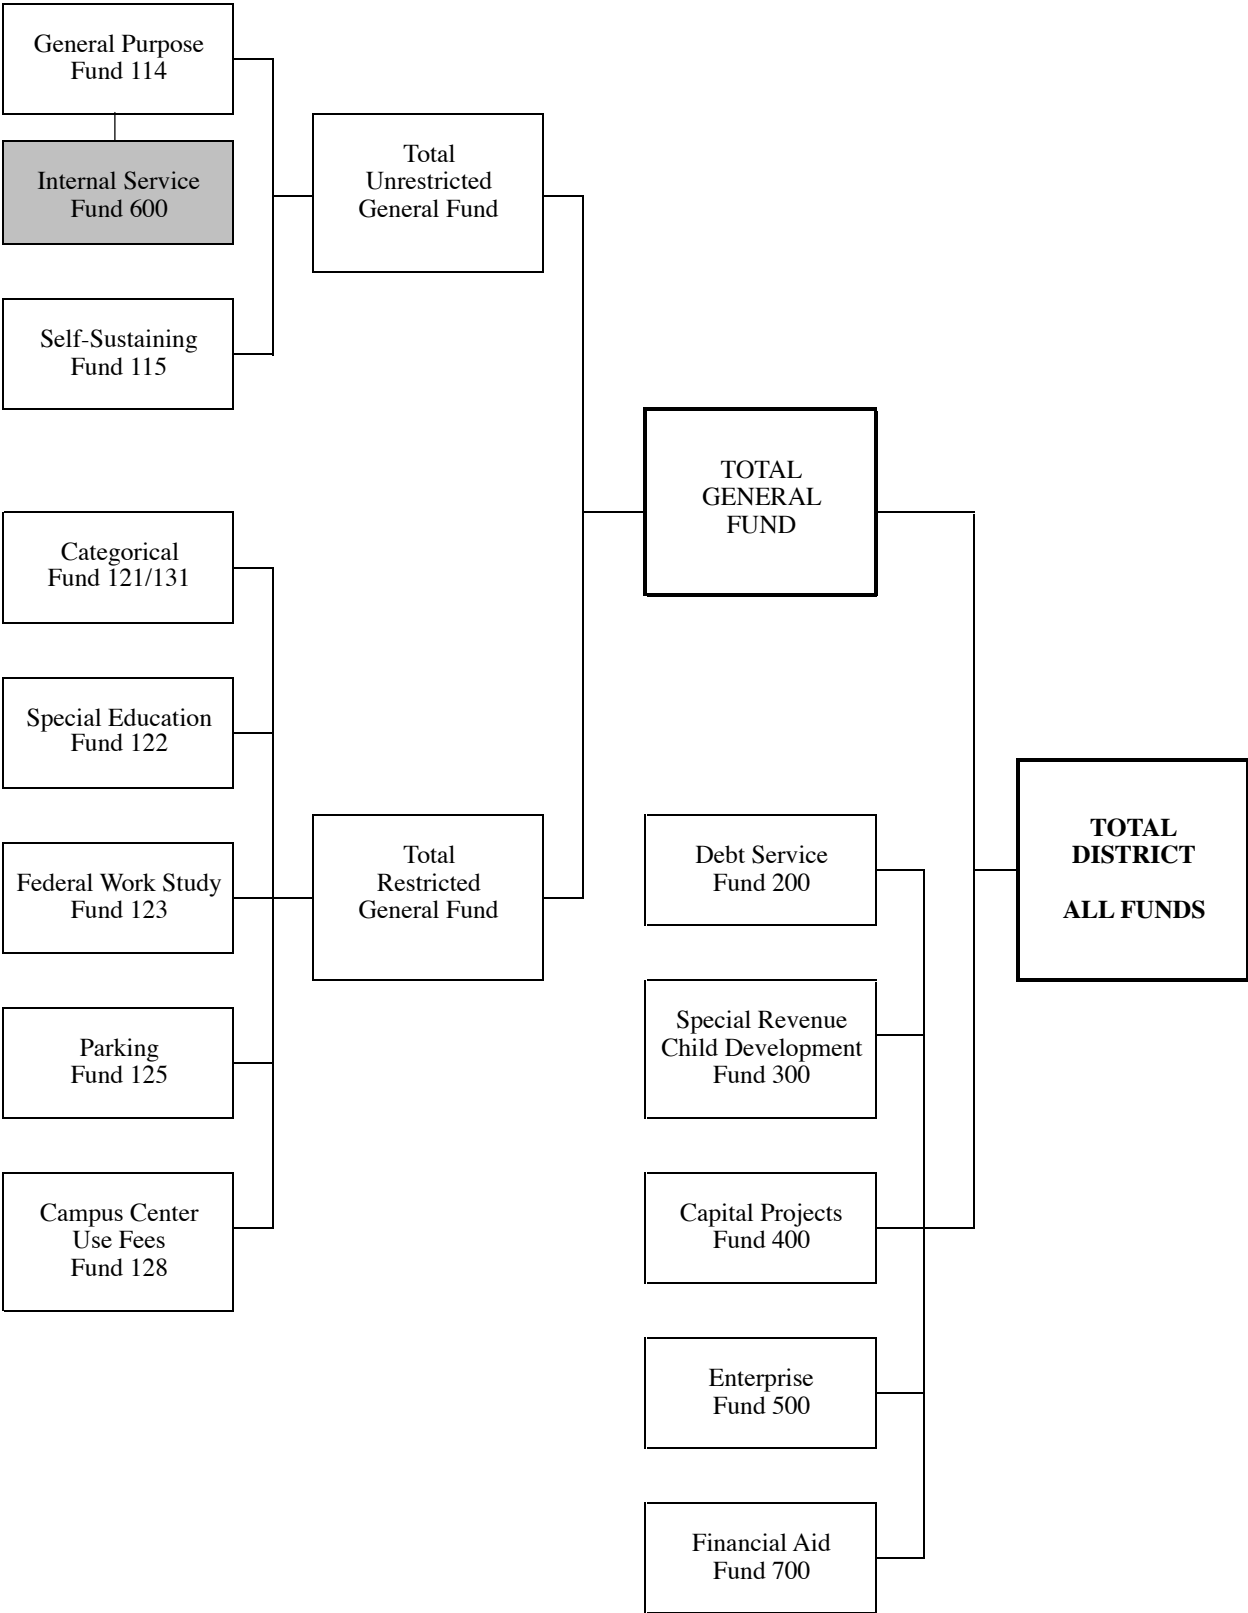 General Purpose
Fund 114
Internal Service
Fund 600
Self-Sustaining
Fund 115
Total
Unrestricted
General Fund
Categorical
Fund 121/131
Special Education
Fund 122
Federal Work Study
Fund 123
Parking
Fund 125
Campus Center
Use Fees
Fund 128
Total
Restricted
General Fund
TOTAL
GENERAL
FUND
Debt Service
Fund 200
Special Revenue
Child Development
Fund 300
Capital Projects
Fund 400
Enterprise
Fund 500
Financial Aid
Fund 700
TOTAL
DISTRICT
ALL FUNDS